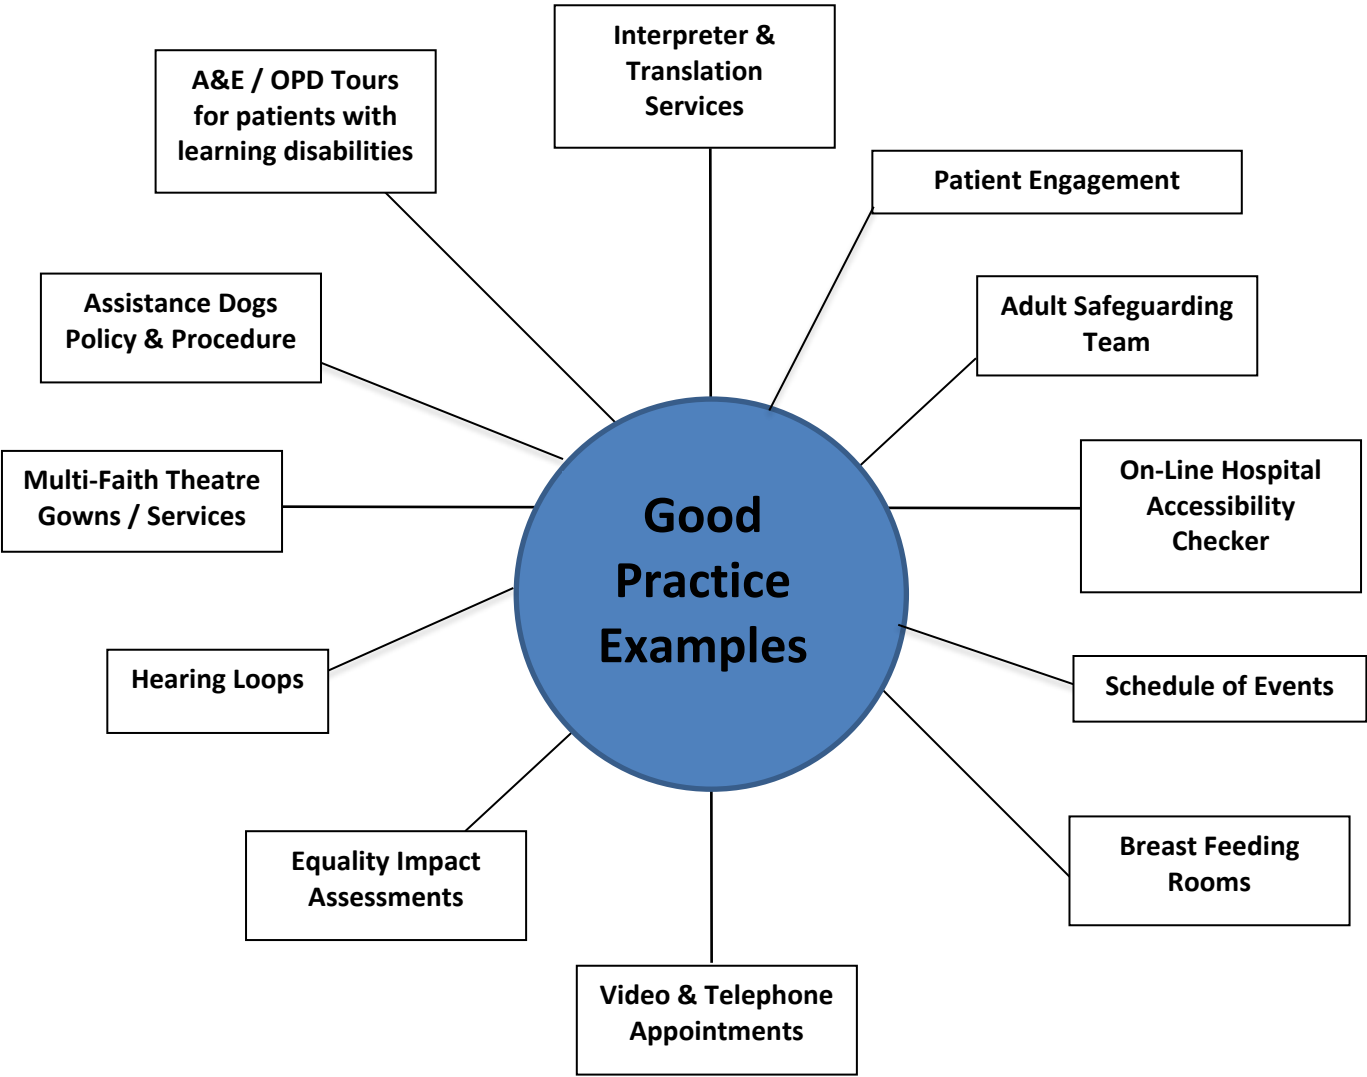 Interpreter &
Translation
Services
A&E / OPD Tours
for patients with
learning disabilities
Patient Engagement
Assistance Dogs
Policy & Procedure
Adult Safeguarding
Team
Multi-Faith Theatre
Gowns / Services
On-Line Hospital
Accessibility
Checker
Good
Practice
Examples
Hearing Loops
Schedule of Events
Equality Impact
Assessments
Breast Feeding
Rooms
Video & Telephone
Appointments